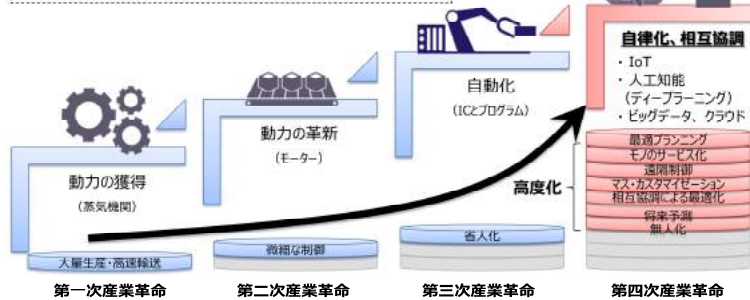 動力の獲得
(蒸気機関)
大量生産・高速輸送
第一次産業革命
動力の革新
(モーター)
微細な制御
第二次産業革命
自動化
(ICとプログラム)
省人化
第三次産業革命
自律化、相互協調
・IoT
・人工知能
(ディープラーニング)
・ビッグデータ、クラウド
高度化
最適プランニング
モノのサービス化
遠隔制御
マス・カスタマイゼーション
相互協調による最適化
将来予測
無人化
第四次産業革命